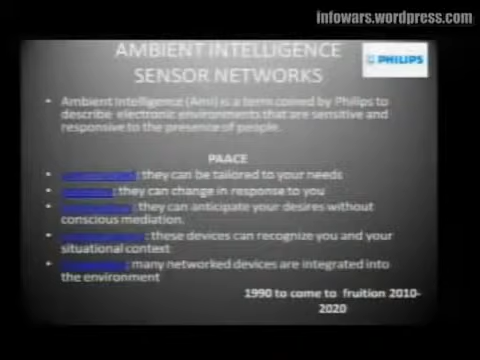 infowars.wordpress.com
AMBIENT INTELLIGENCE
SENSOR NETWORKS
PHILIPS
• Ambient Intelligence (AmI) is a term coined by Philips to
describe electronic environments that are sensitive and
responsive to the presence of people.
PAACE
• : they can be tailored to your needs
• : they can change in response to you
• : they can anticipate your desires without
conscious mediation.
• : these devices can recognize you and your
situational context
• : many networked devices are integrated into
the environment
1990 to come to fruition 2010-
2020